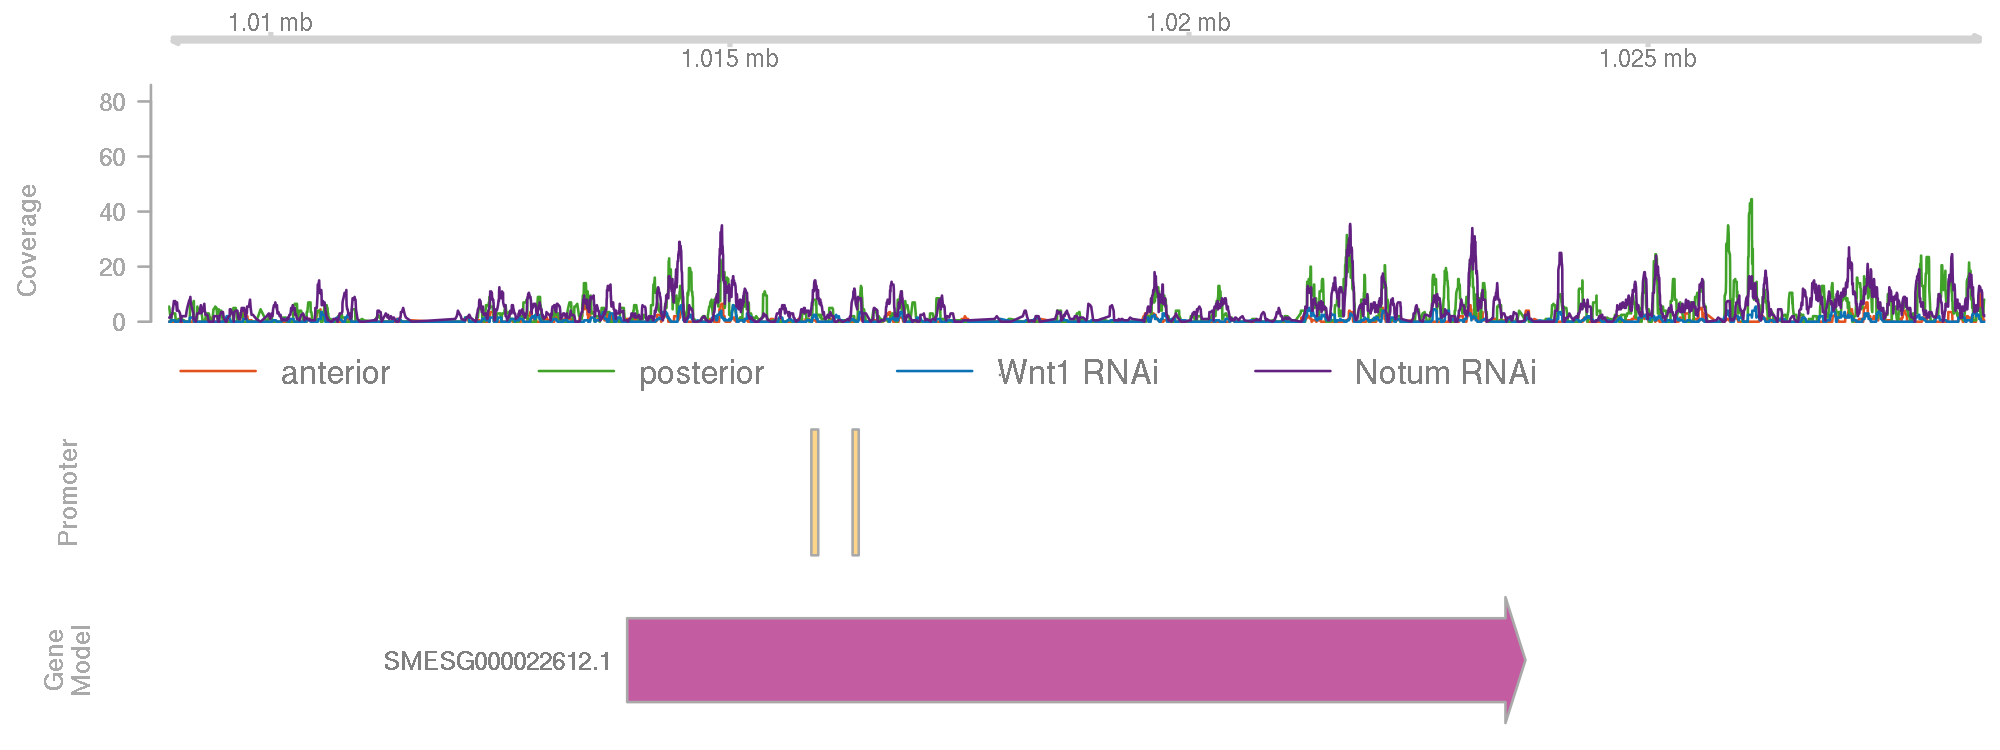 1.01 mb
1.02 mb
1.015 mb
1.025 mb
Coverage
80
60
40
20
0
anterior
posterior
Wnt1 RNAi
Notum RNAi
Promoter
Gene
Model
SMESG000022612.1